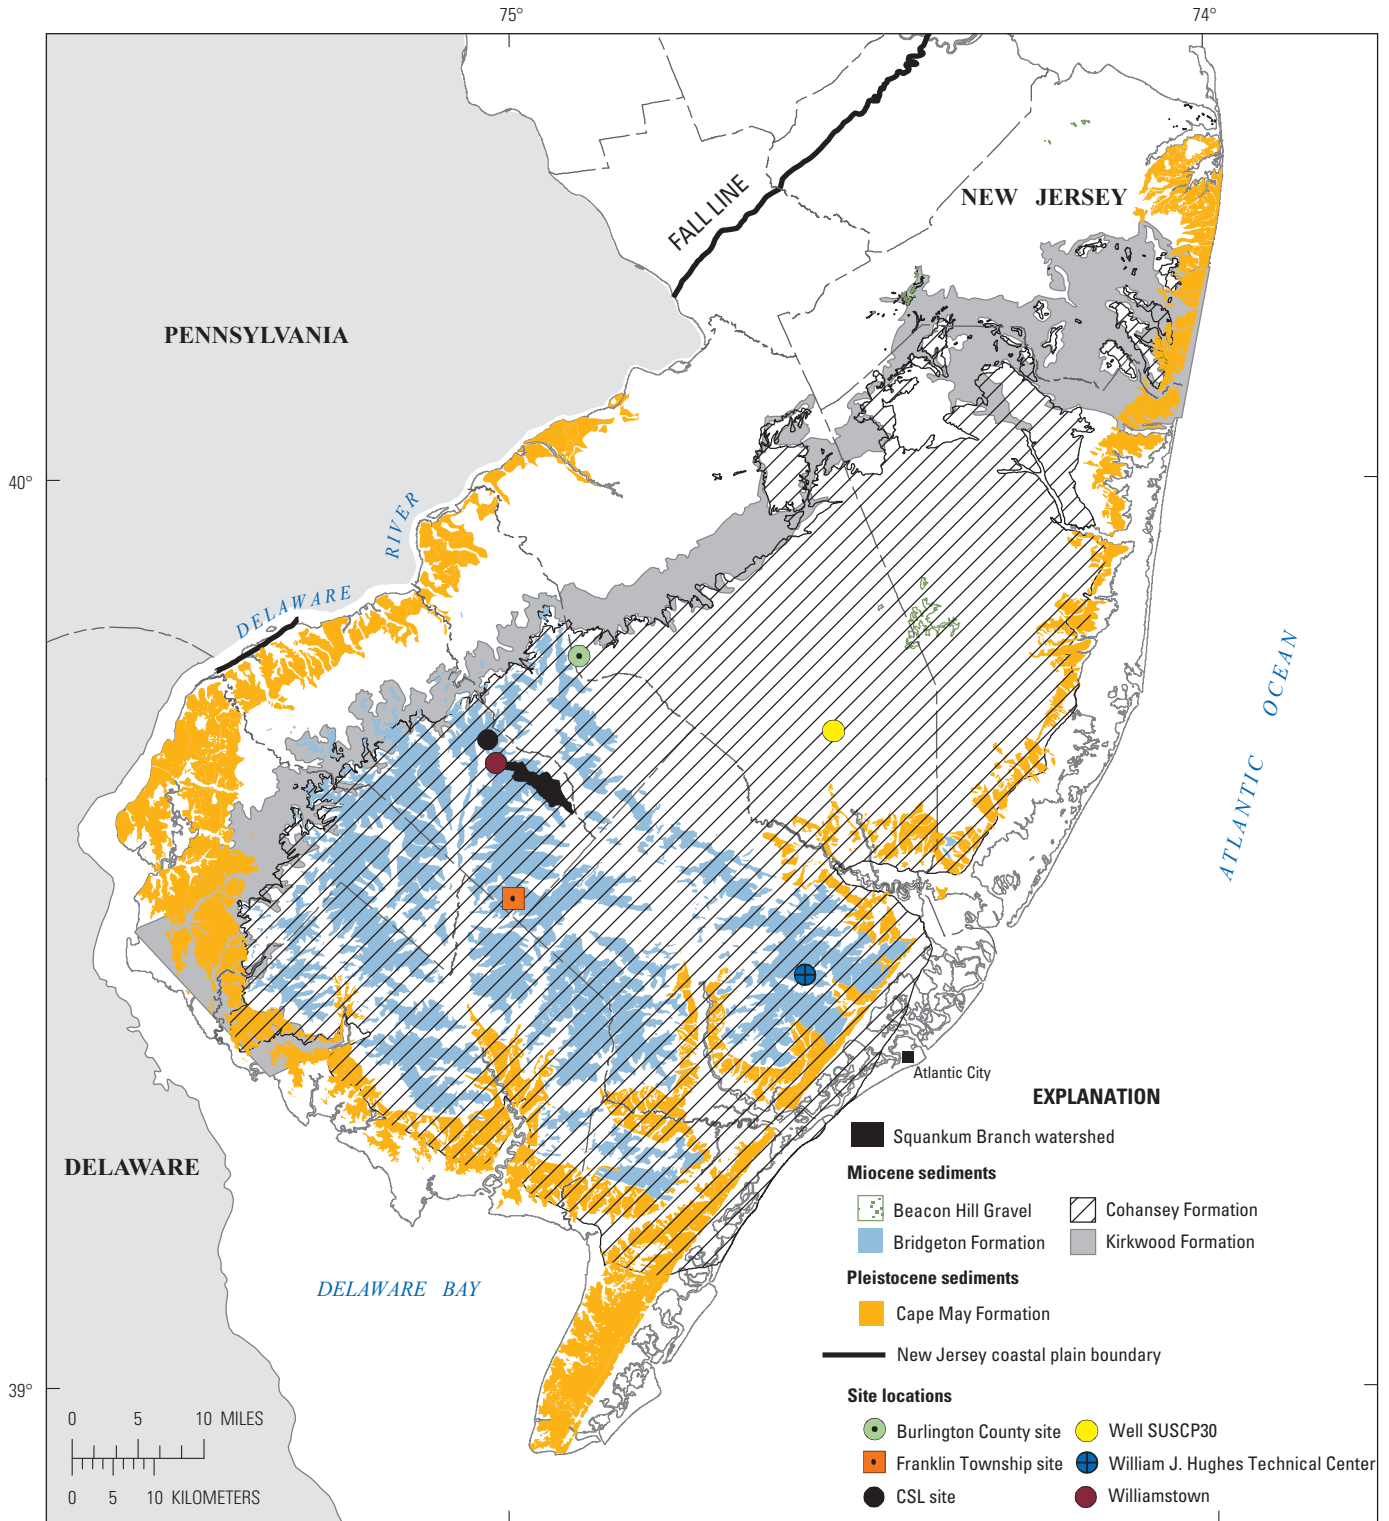 75°
74°
FALL LINE
NEW JERSEY
PENNSYLVANIA
40°
DELAWARE RIVER
ATLANTIC OCEAN
Atlantic City
DELAWARE
DELAWARE BAY
39°
EXPLANATION
Squankum Branch watershed
Miocene sediments
Beacon Hill Gravel
Cohansey Formation
Bridgeton Formation
Kirkwood Formation
Pleistocene sediments
Cape May Formation
New Jersey coastal plain boundary
Site locations
Burlington County site
Well SUSCP30
Franklin Township site
William J. Hughes Technical Center
CSL site
Williamstown
0 5 10 MILES
0 5 10 KILOMETERS